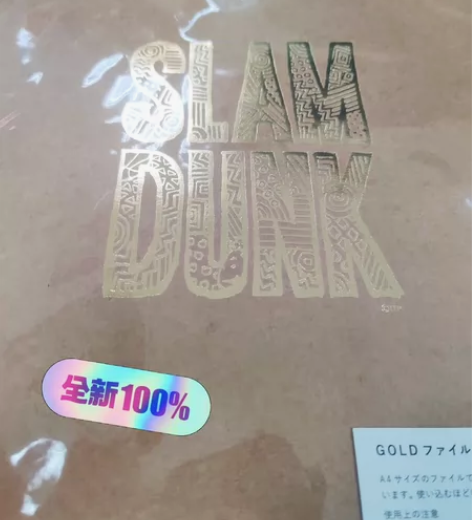 SLAM
DUNK
全新100%
GOLDファイル
A4サイズのファイルで
います。使い込むほど
使用上の注意